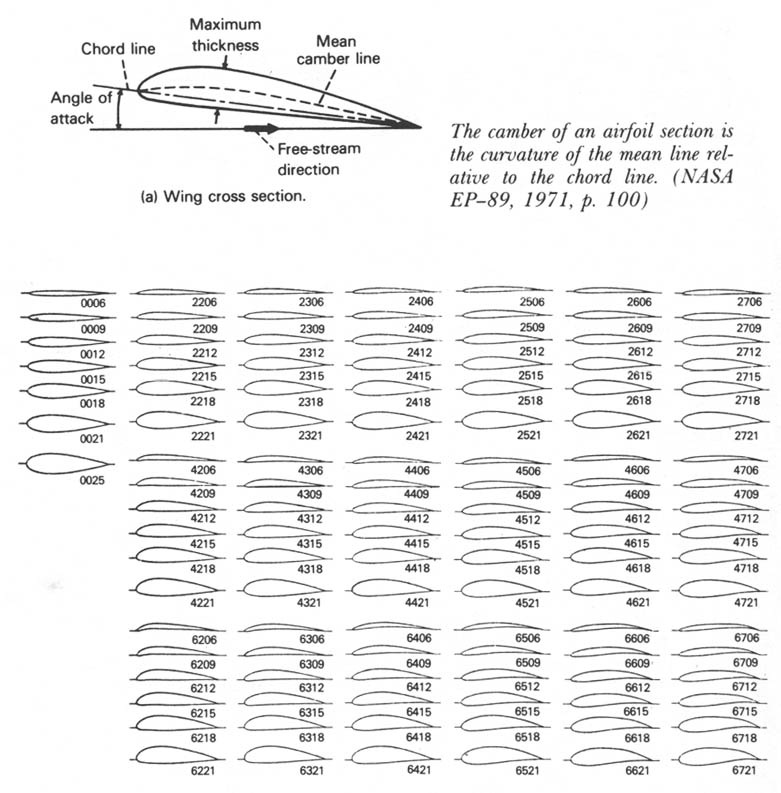 Maximum
thickness
Chord line
Mean
camber line
Angle of
attack
Free-stream
direction
(a) Wing cross section.
The camber of an airfoil section is
the curvature of the mean line rel-
ative to the chord line. (NASA
EP–89, 1971, p. 100)
0006 2206 2306 2406 2506 2606 2706
0009 2209 2309 2409 2509 2609 2709
0012 2212 2312 2412 2512 2612 2712
0015 2215 2315 2415 2515 2615 2715
0018 2218 2318 2418 2518 2618 2718
0021 2221 2321 2421 2521 2621 2721
0025
4206 4306 4406 4506 4606 4706
4209 4309 4409 4509 4609 4709
4212 4312 4412 4512 4612 4712
4215 4315 4415 4515 4615 4715
4218 4318 4418 4518 4618 4718
4221 4321 4421 4521 4621 4721
6206 6306 6406 6506 6606 6706
6209 6309 6409 6509 6609 6709
6212 6312 6412 6512 6612 6712
6215 6315 6415 6515 6615 6715
6218 6318 6418 6518 6618 6718
6221 6321 6421 6521 6621 6721